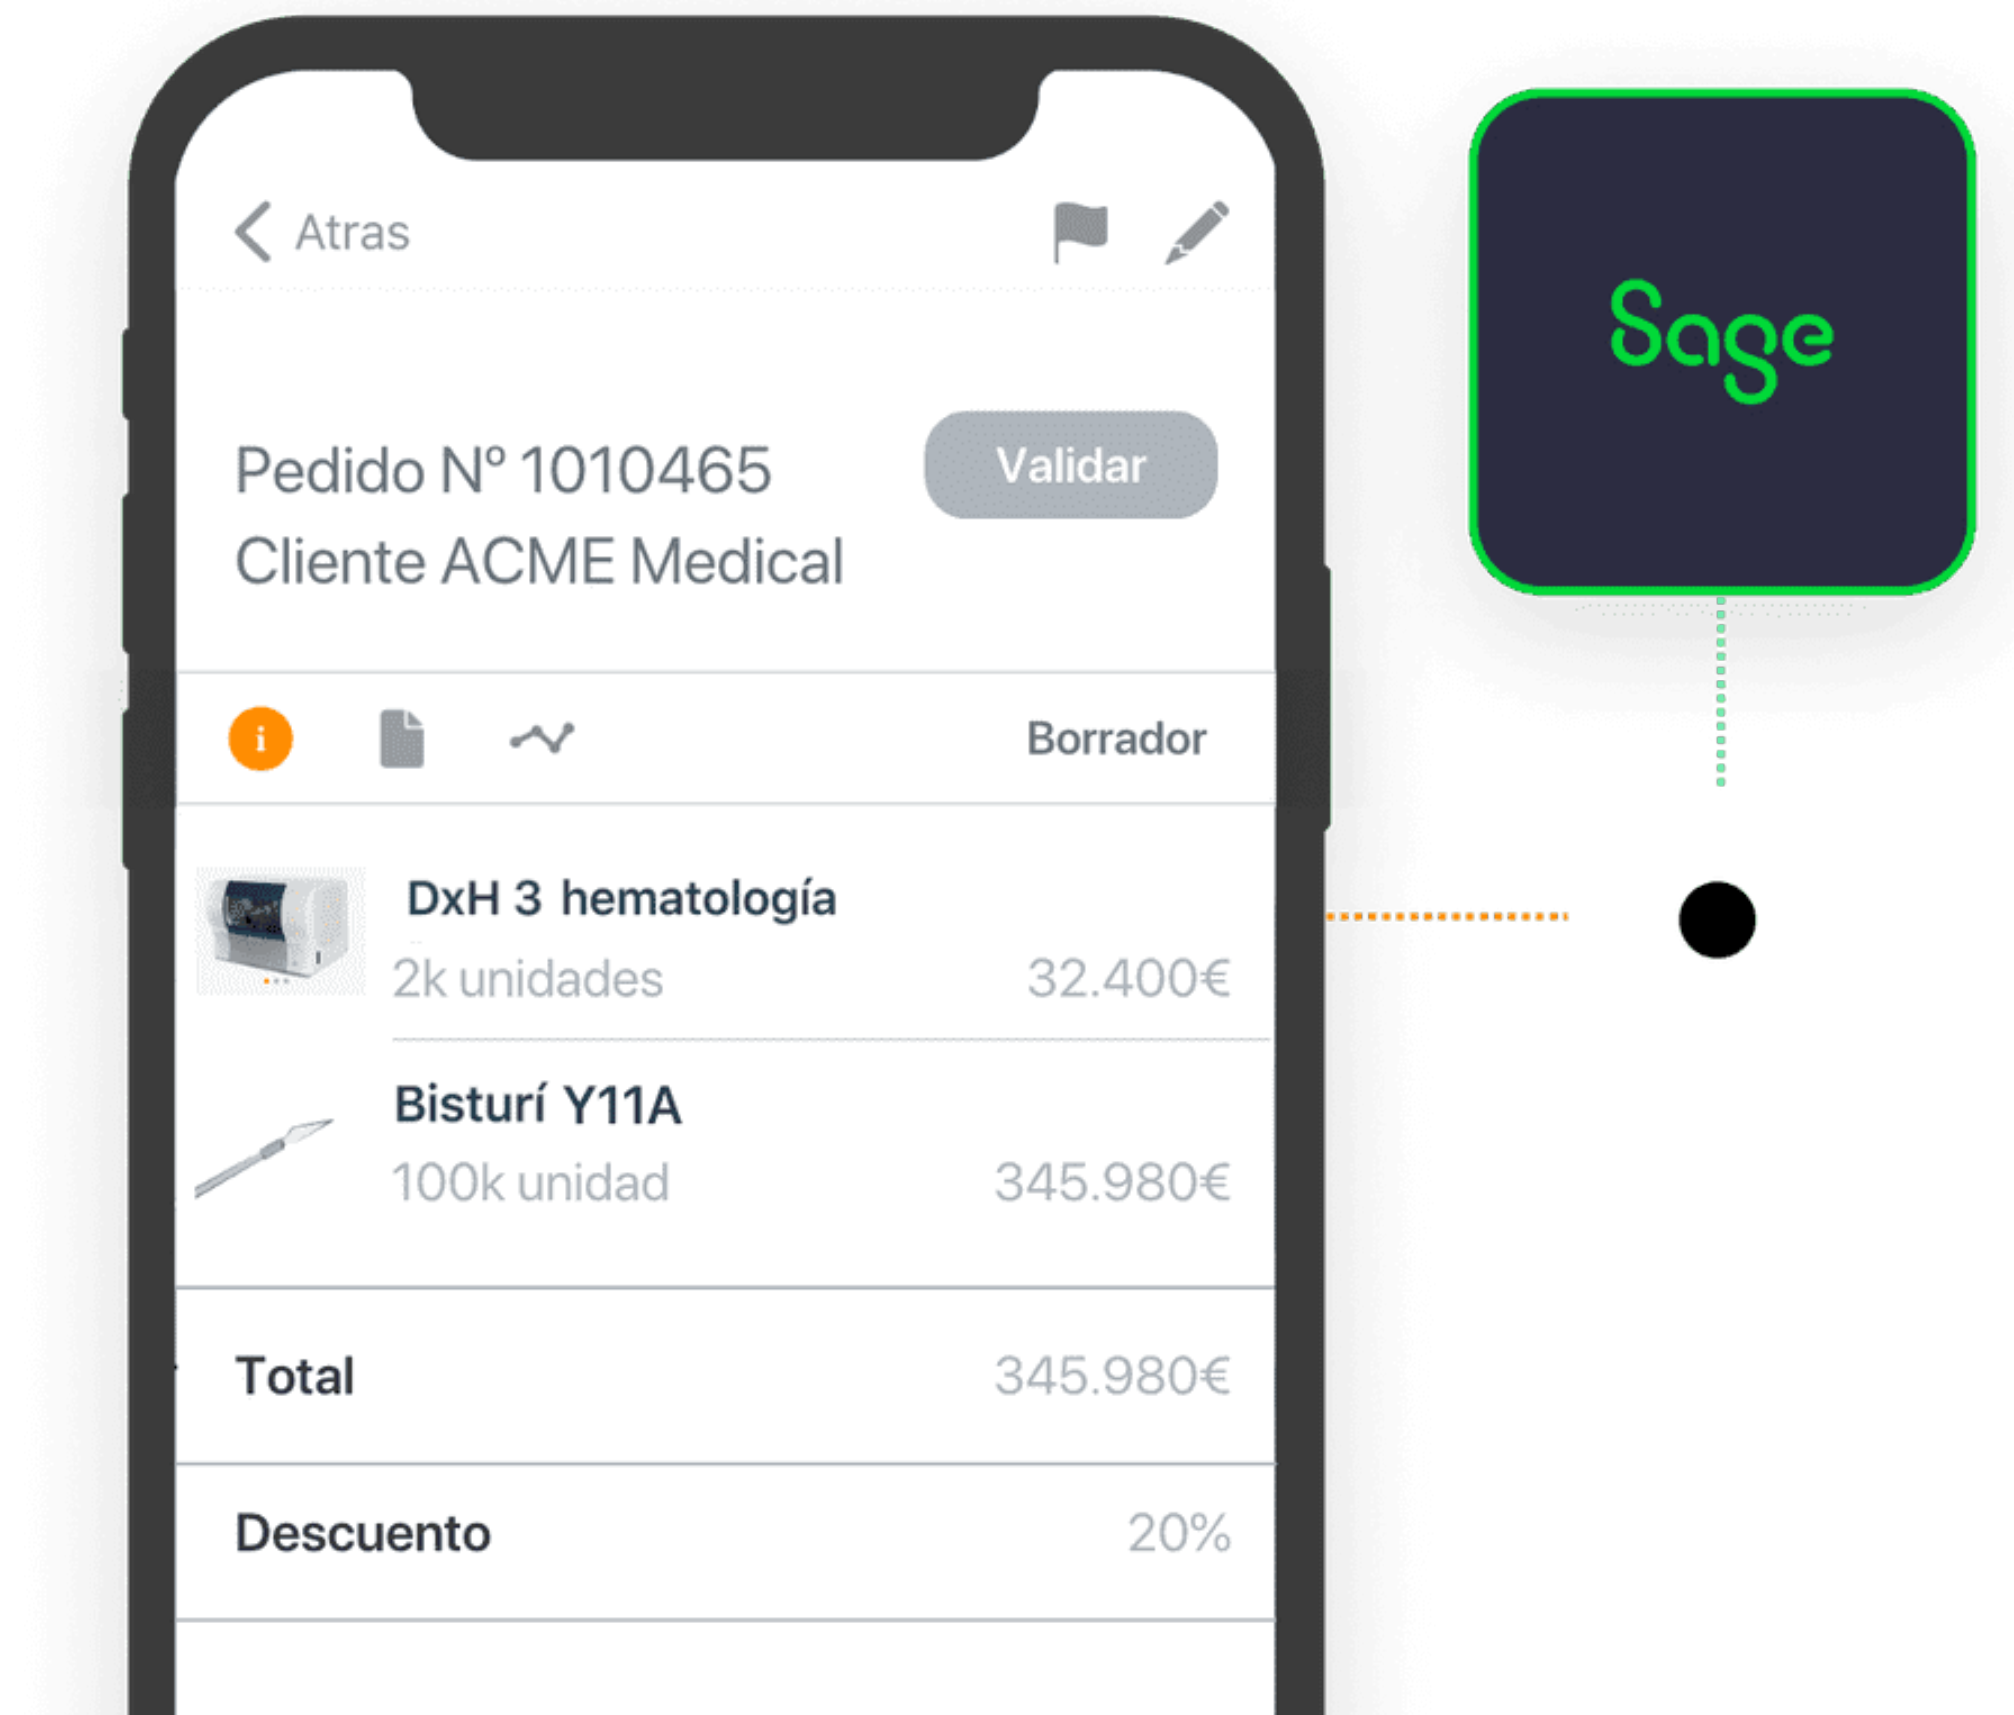 Atras
Pedido Nº 1010465
Validar
Cliente ACME Medical
Borrador
DxH 3 hematología
2k unidades 32.400€
Bisturí Y11A
100k unidad 345.980€
Total 345.980€
Descuento 20%
Sage